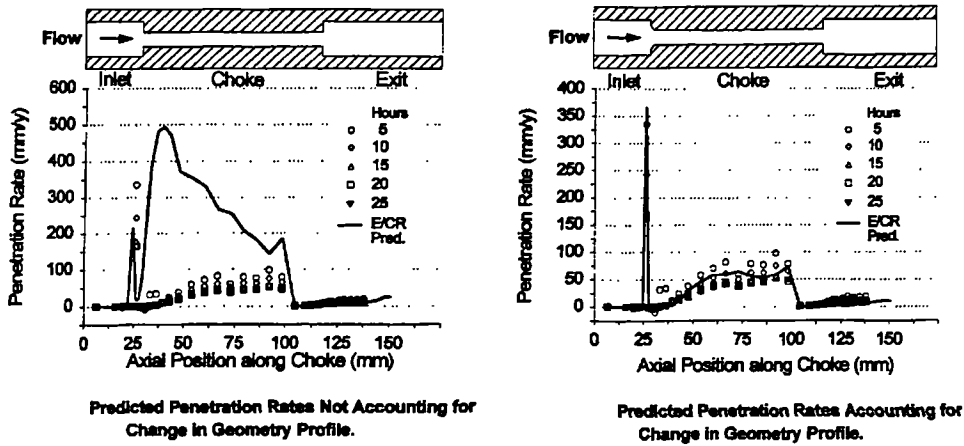 Flow
Inlet Choke Exit
600
500
400
300
200
100
0
Penetration Rate (mm/y)
Hours
5
10
15
20
25
E/CR
Pred.
0 25 50 75 100 125 150
Axial Position along Choke (mm)
Predicted Penetration Rates Not Accounting for
Change in Geometry Profile.
Flow
Inlet Choke Exit
400
350
300
250
200
150
100
50
0
Penetration Rate (mm/y)
Hours
5
10
15
20
25
E/CR
Pred.
0 25 50 75 100 125 150
Axial Position along Choke (mm)
Predicted Penetration Rates Accounting for
Change in Geometry Profile.